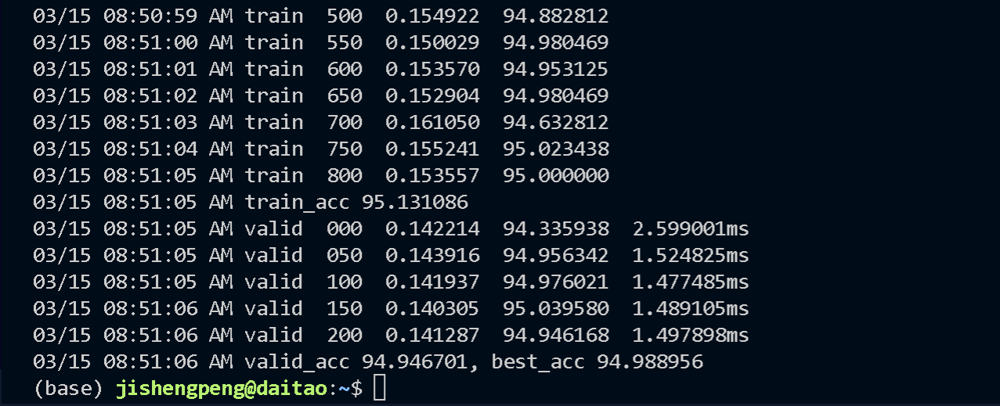 03/15 08:50:59 AM train  500  0.154922  94.882812
03/15 08:51:00 AM train  550  0.150029  94.980469
03/15 08:51:01 AM train  600  0.153570  94.953125
03/15 08:51:02 AM train  650  0.152904  94.980469
03/15 08:51:03 AM train  700  0.161050  94.632812
03/15 08:51:04 AM train  750  0.155241  95.023438
03/15 08:51:05 AM train  800  0.153557  95.000000
03/15 08:51:05 AM train_acc 95.131086
03/15 08:51:05 AM valid  000  0.142214  94.335938  2.599001ms
03/15 08:51:05 AM valid  050  0.143916  94.956342  1.524825ms
03/15 08:51:05 AM valid  100  0.141937  94.976021  1.477485ms
03/15 08:51:06 AM valid  150  0.140305  95.039580  1.489105ms
03/15 08:51:06 AM valid  200  0.141287  94.946168  1.497898ms
03/15 08:51:06 AM valid_acc 94.946701, best_acc 94.988956
(base) jishengpeng@daitao:~$